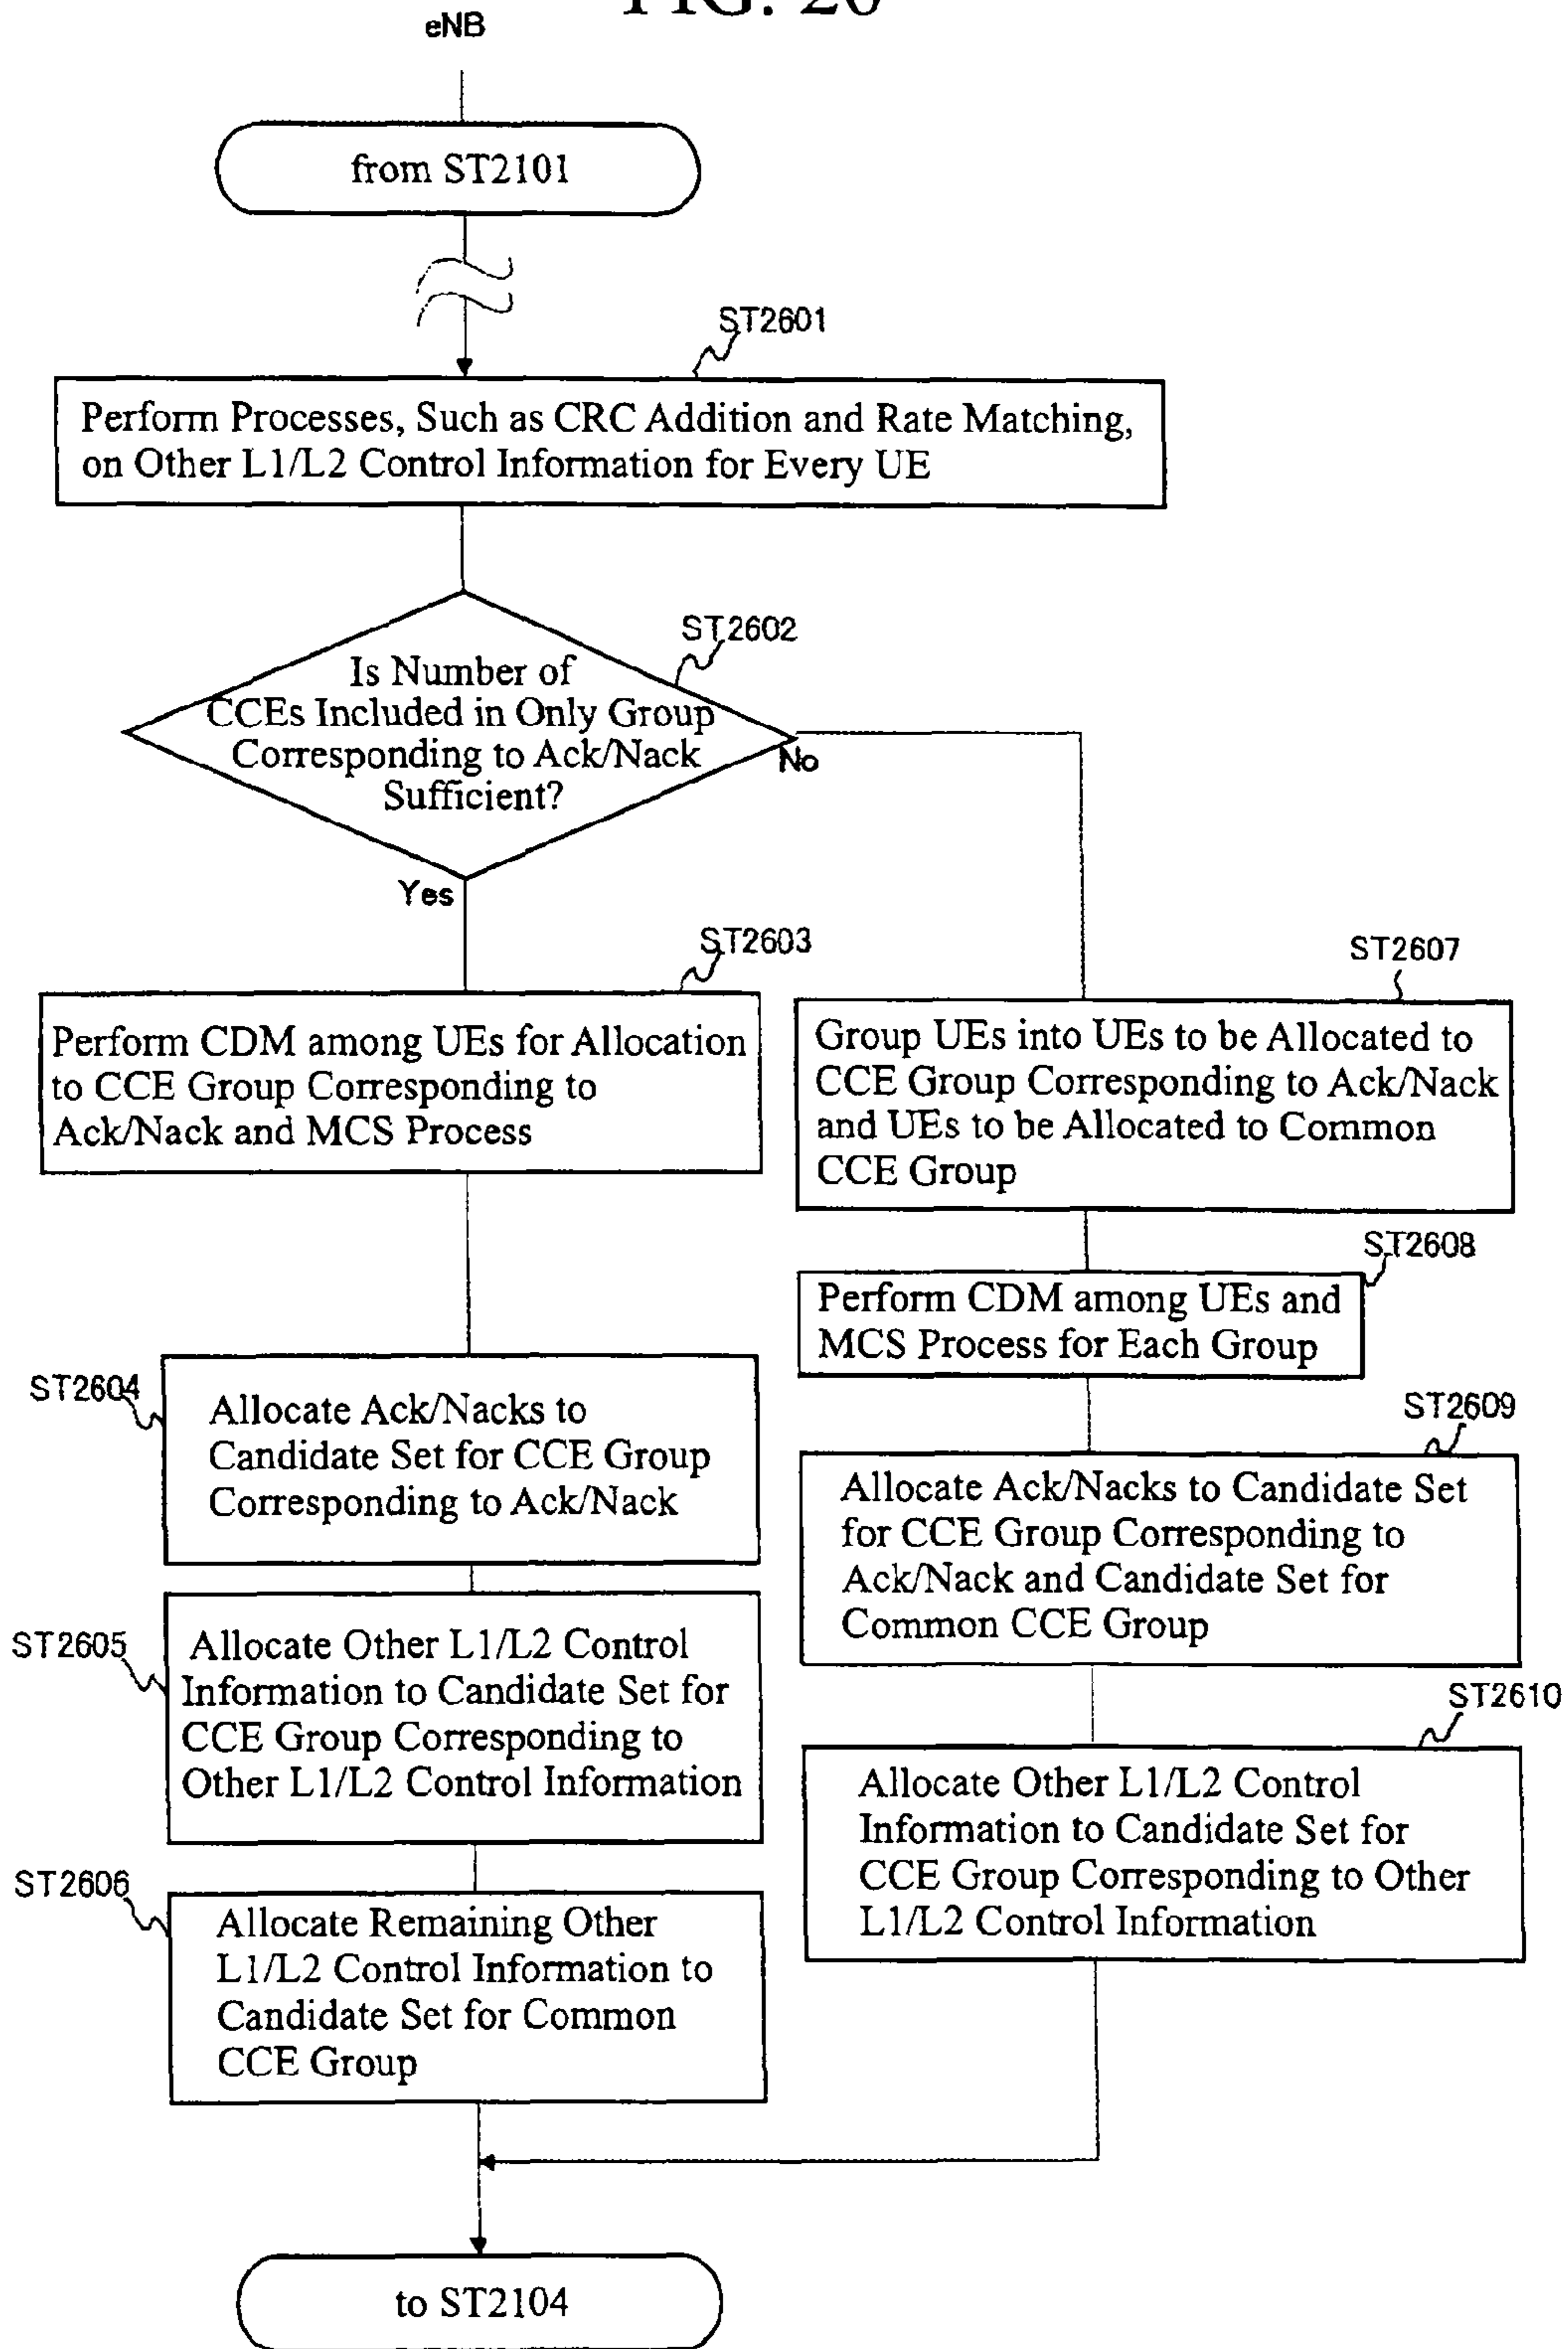 FIG. 26
eNB
from ST2101
ST2601
Perform Processes, Such as CRC Addition and Rate Matching,
on Other L1/L2 Control Information for Every UE
ST2602
Is Number of
CCEs Included in Only Group
Corresponding to Ack/Nack
Sufficient?
No
Yes
ST2603
Perform CDM among UEs for Allocation
to CCE Group Corresponding to
Ack/Nack and MCS Process
ST2604
Allocate Ack/Nacks to
Candidate Set for CCE Group
Corresponding to Ack/Nack
ST2605
Allocate Other L1/L2 Control
Information to Candidate Set for
CCE Group Corresponding to
Other L1/L2 Control Information
ST2606
Allocate Remaining Other
L1/L2 Control Information to
Candidate Set for Common
CCE Group
ST2607
Group UEs into UEs to be Allocated to
CCE Group Corresponding to Ack/Nack
and UEs to be Allocated to Common
CCE Group
ST2608
Perform CDM among UEs and
MCS Process for Each Group
ST2609
Allocate Ack/Nacks to Candidate Set
for CCE Group Corresponding to
Ack/Nack and Candidate Set for
Common CCE Group
ST2610
Allocate Other L1/L2 Control
Information to Candidate Set for
CCE Group Corresponding to Other
L1/L2 Control Information
to ST2104